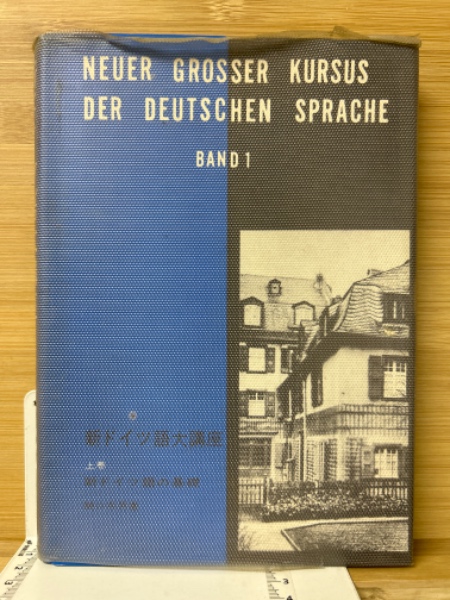 NEUER GROSSER KURSUS
DER DEUTSCHEN SPRACHE
BAND 1
新ドイツ語大講座
上巻
新ドイツ語の基礎